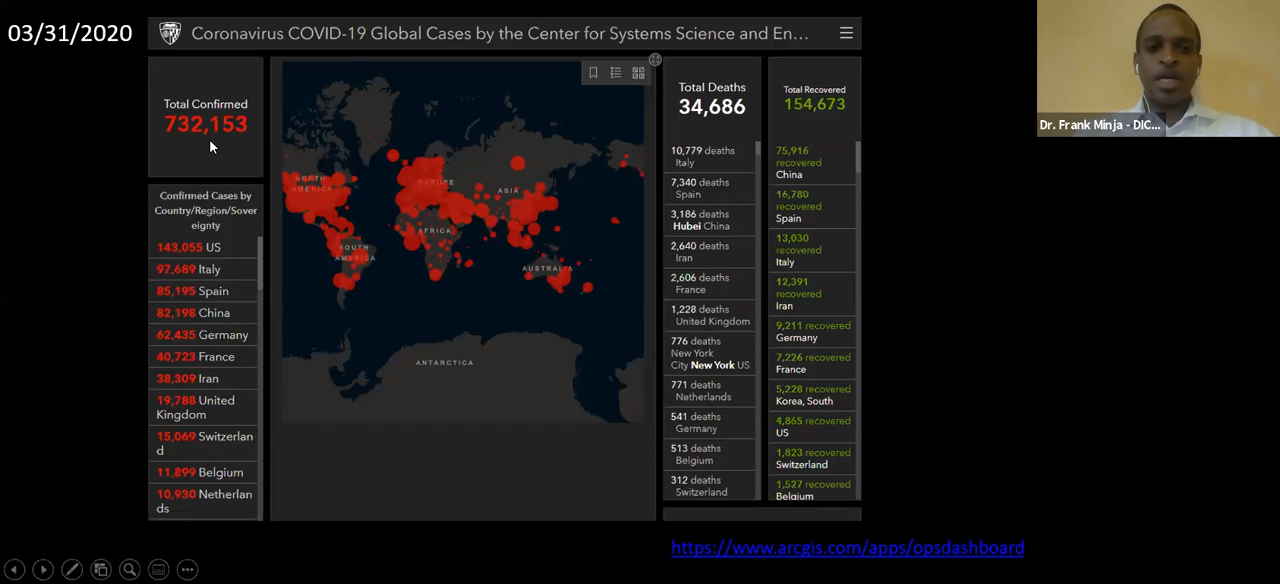 03/31/2020
Coronavirus COVID-19 Global Cases by the Center for Systems Science and En...
Total Confirmed
732,153
Confirmed Cases by
Country/Region/Sover
eignty
143,055 US
97,689 Italy
85,195 Spain
82,198 China
62,435 Germany
40,723 France
38,309 Iran
19,788 United
Kingdom
15,069 Switzerlan
d
11,899 Belgium
10,930 Netherlan
ds
NORTH
AMERICA
EUROPE
ASIA
AFRICA
SOUTH
AMERICA
AUSTRALIA
ANTARCTICA
Total Deaths
34,686
10,779 deaths
Italy
7,340 deaths
Spain
3,186 deaths
Hubei China
2,640 deaths
Iran
2,606 deaths
France
1,228 deaths
United Kingdom
776 deaths
New York
City New York US
771 deaths
Netherlands
541 deaths
Germany
513 deaths
Belgium
312 deaths
Switzerland
Total Recovered
154,673
75,916
recovered
China
16,780
recovered
Spain
13,030
recovered
Italy
12,391
recovered
Iran
9,211 recovered
Germany
7,226 recovered
France
5,228 recovered
Korea, South
4,865 recovered
US
1,823 recovered
Switzerland
1,527 recovered
Belgium
Dr. Frank Minja - DIC...
https://www.arcgis.com/apps/opsdashboard